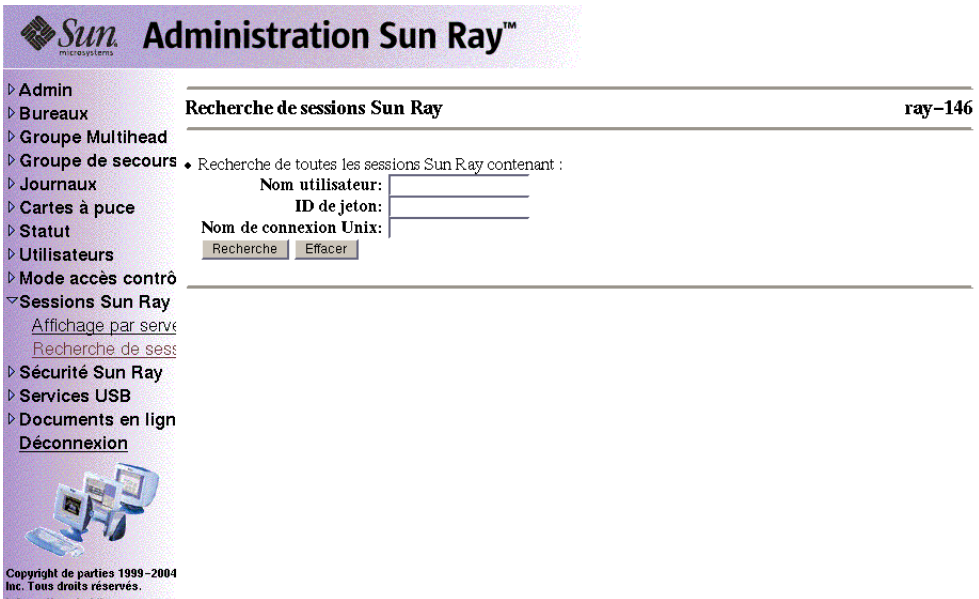 Sun
microsystems
Administration Sun Ray™
Admin
Bureaux
Groupe Multihead
Groupe de secours
Journaux
Cartes à puce
Statut
Utilisateurs
Mode accès contrô
Sessions Sun Ray
Affichage par serve
Recherche de sess
Sécurité Sun Ray
Services USB
Documents en lign
Déconnexion
Copyright de parties 1999-2004
Inc. Tous droits réservés.
Recherche de sessions Sun Ray ray-146
Recherche de toutes les sessions Sun Ray contenant :
Nom utilisateur:
ID de jeton:
Nom de connexion Unix:
Recherche Effacer